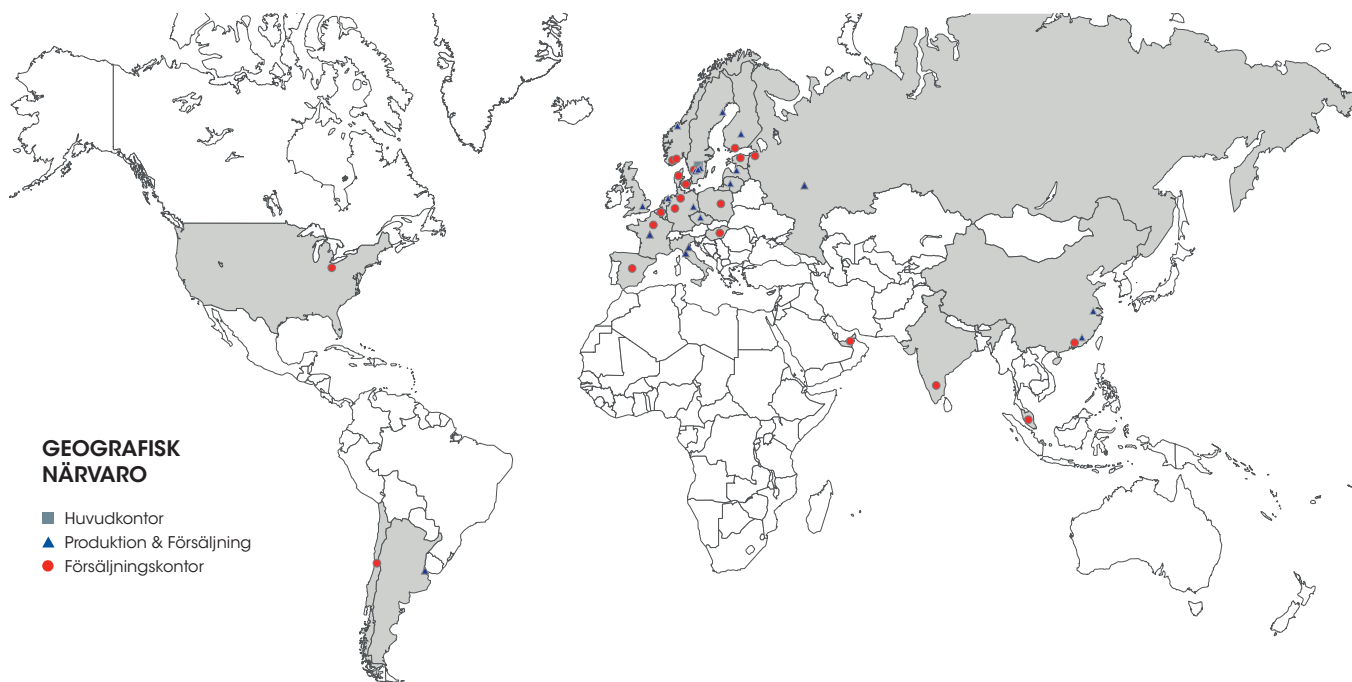 GEOGRAFISK
NÄRVARO
Huvudkontor
Produktion & Försäljning
Försäljningskontor